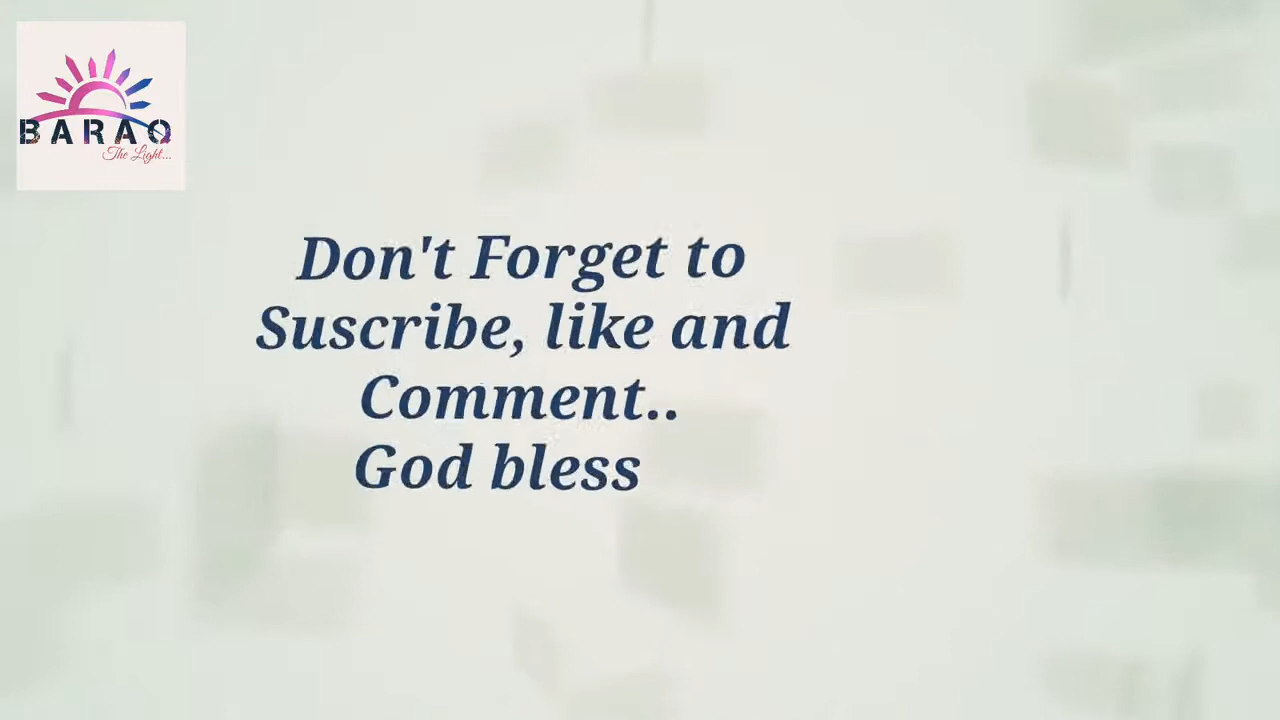 BARAQ
The Light...
Don't Forget to
Suscribe, like and
Comment..
God bless